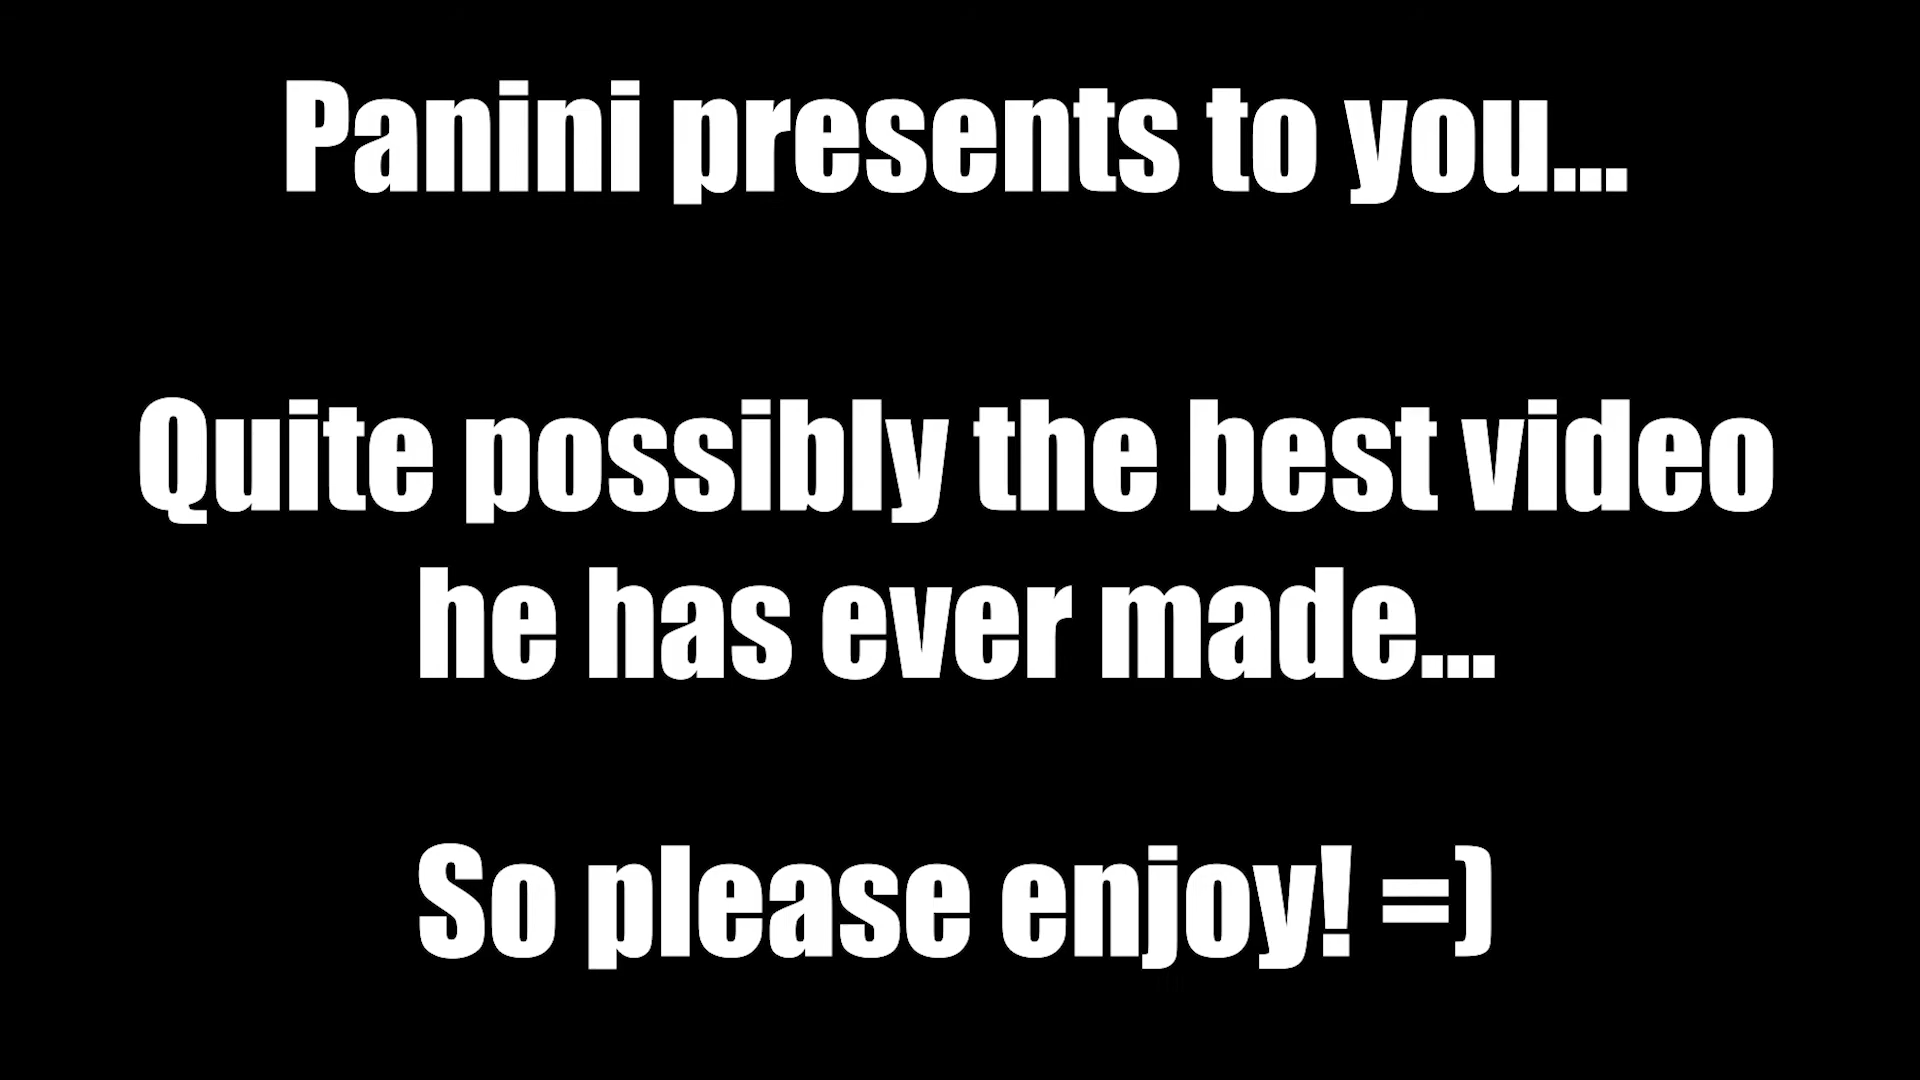 Panini presents to you...
Quite possibly the best video
he has ever made...
So please enjoy! =)